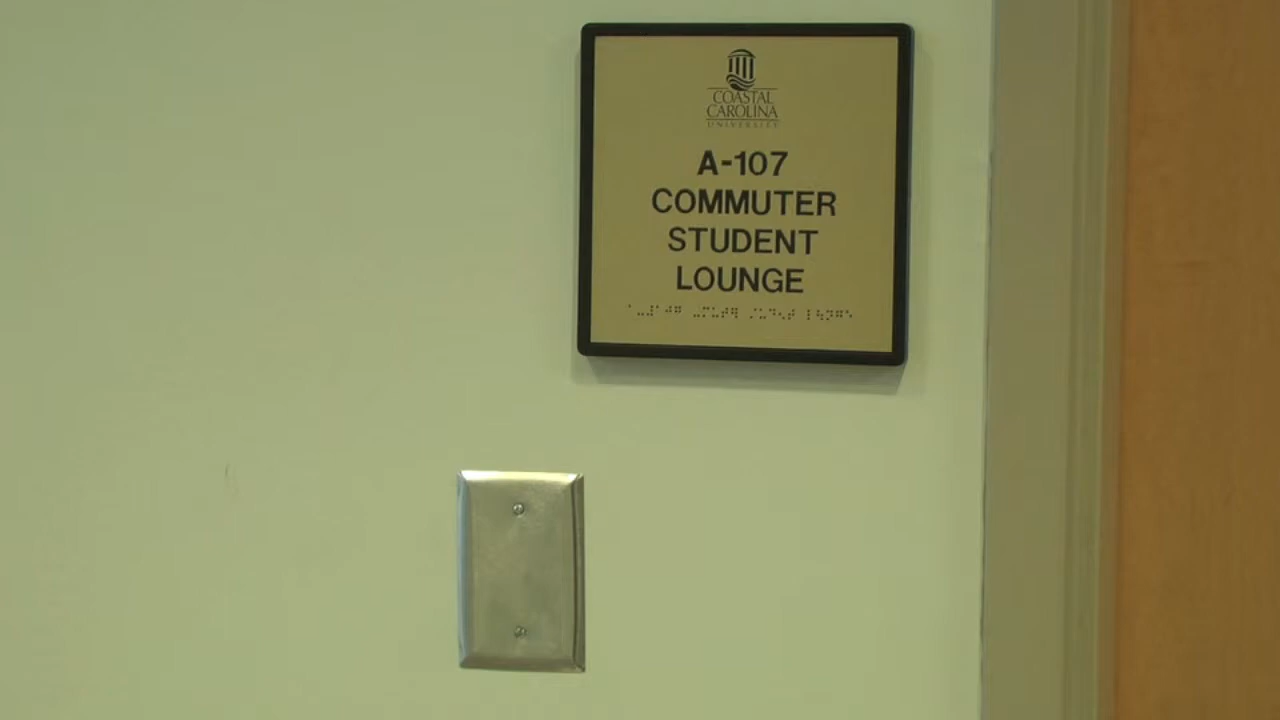 COASTAL
CAROLINA
UNIVERSITY
A-107
COMMUTER
STUDENT
LOUNGE